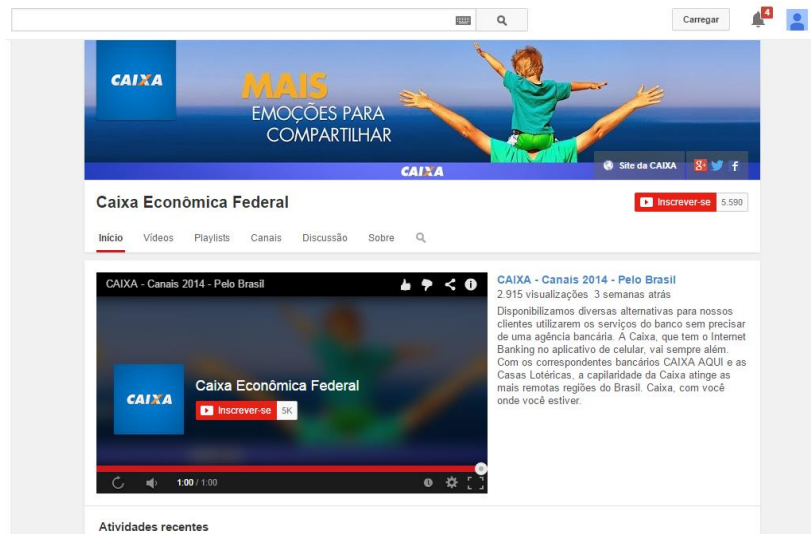 Carregar
4
CAIXA
MAIS
EMOÇÕES PARA
COMPARTILHAR
CAIXA
Site da CAIXA
Caixa Econômica Federal
Inscrever-se 5.590
Início Vídeos Playlists Canais Discussão Sobre
CAIXA - Canais 2014 - Pelo Brasil
CAIXA
Caixa Econômica Federal
Inscrever-se 5K
1:00 / 1:00
CAIXA - Canais 2014 - Pelo Brasil
2.915 visualizações 3 semanas atrás
Disponibilizamos diversas alternativas para nossos
clientes utilizarem os serviços do banco sem precisar
de uma agência bancária. A Caixa, que tem o Internet
Banking no aplicativo de celular, vai sempre além.
Com os correspondentes bancários CAIXA AQUI e as
Casas Lotéricas, a capilaridade da Caixa atinge as
mais remotas regiões do Brasil. Caixa, com você
onde você estiver.
Atividades recentes